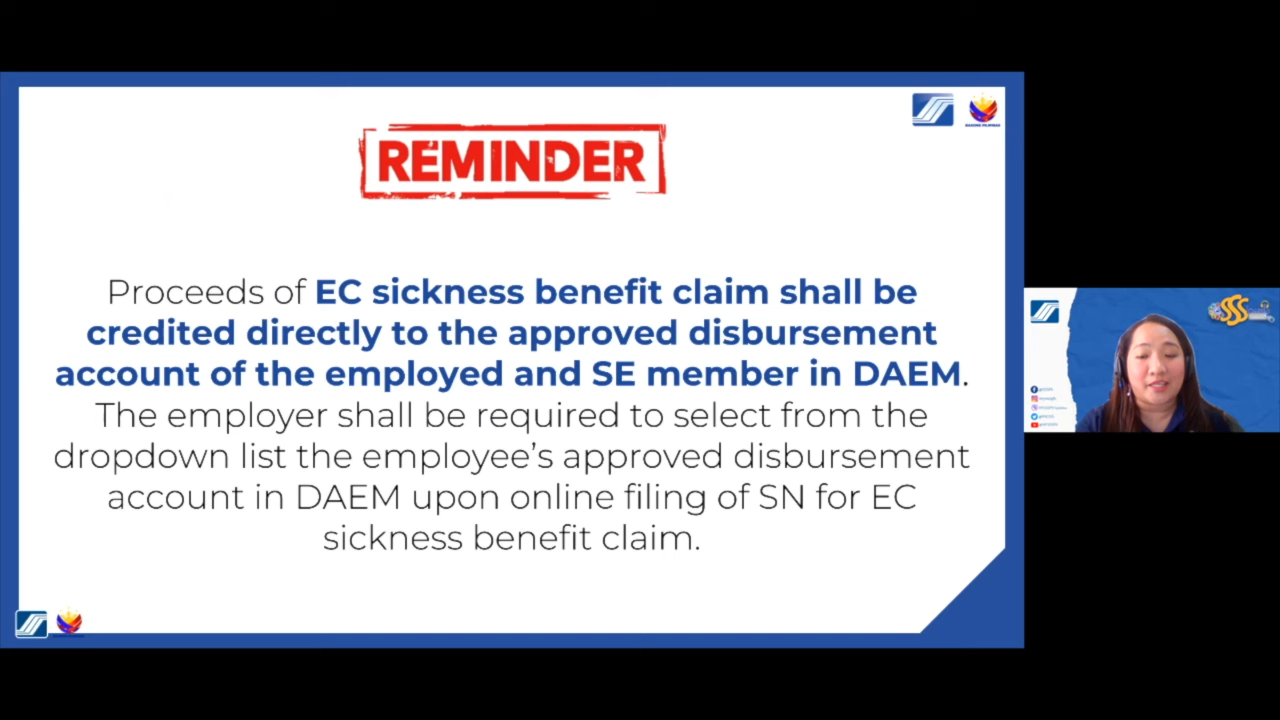 REMINDER
Proceeds of EC sickness benefit claim shall be
credited directly to the approved disbursement
account of the employed and SE member in DAEM.
The employer shall be required to select from the
dropdown list the employee's approved disbursement
account in DAEM upon online filing of SN for EC
sickness benefit claim.
SSS